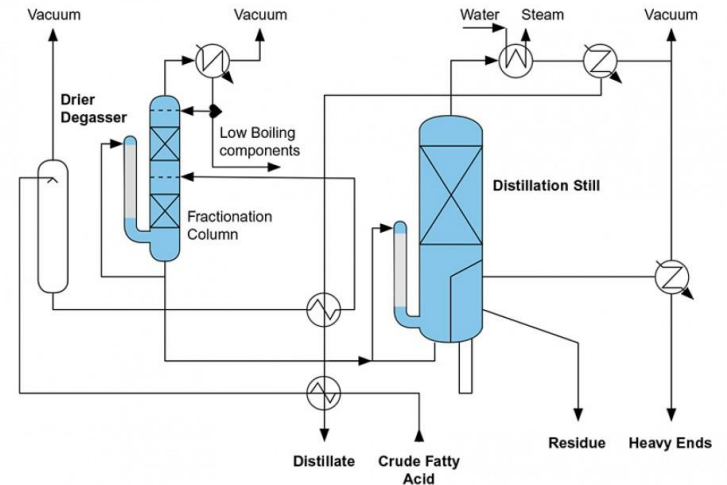 Vacuum
Vacuum
Water
Steam
Vacuum
Drier
Degasser
Low Boiling
components
Distillation Still
Fractionation
Column
Residue
Heavy Ends
Distillate
Crude Fatty
Acid